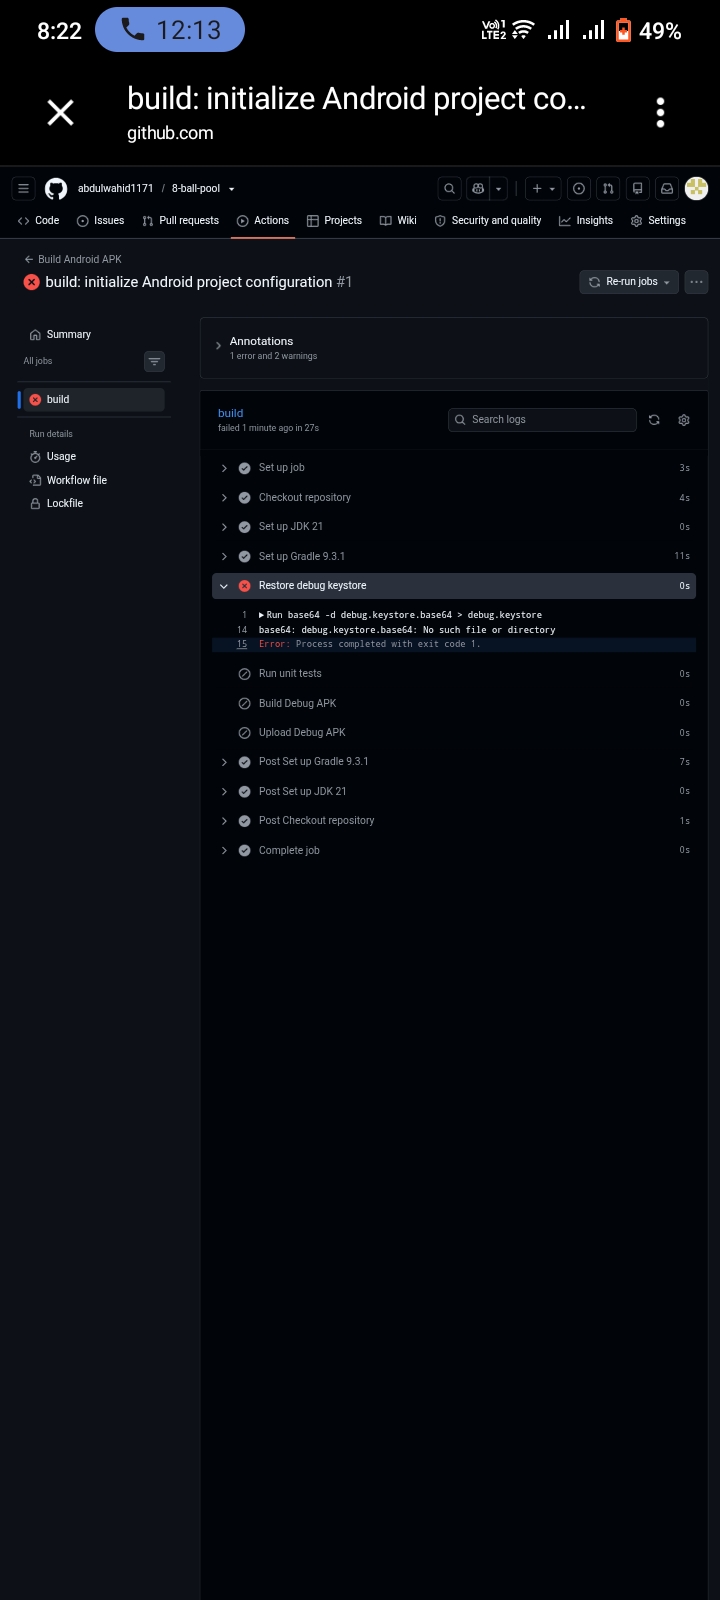 8:22 12:13 Vo)) 1 LTE2 49%
build: initialize Android project co...
github.com
abdulwahid1171 / 8-ball-pool
Code Issues Pull requests Actions Projects Wiki Security and quality Insights Settings
Build Android APK
build: initialize Android project configuration #1
Re-run jobs
Summary
All jobs
build
Run details
Usage
Workflow file
Lockfile
Annotations
1 error and 2 warnings
build
failed 1 minute ago in 27s
Search logs
Set up job 3s
Checkout repository 4s
Set up JDK 21 0s
Set up Gradle 9.3.1 11s
Restore debug keystore 0s
1 Run base64 -d debug.keystore.base64 > debug.keystore
14 base64: debug.keystore.base64: No such file or directory
15 Error: Process completed with exit code 1.
Run unit tests 0s
Build Debug APK 0s
Upload Debug APK 0s
Post Set up Gradle 9.3.1 7s
Post Set up JDK 21 0s
Post Checkout repository 1s
Complete job 0s